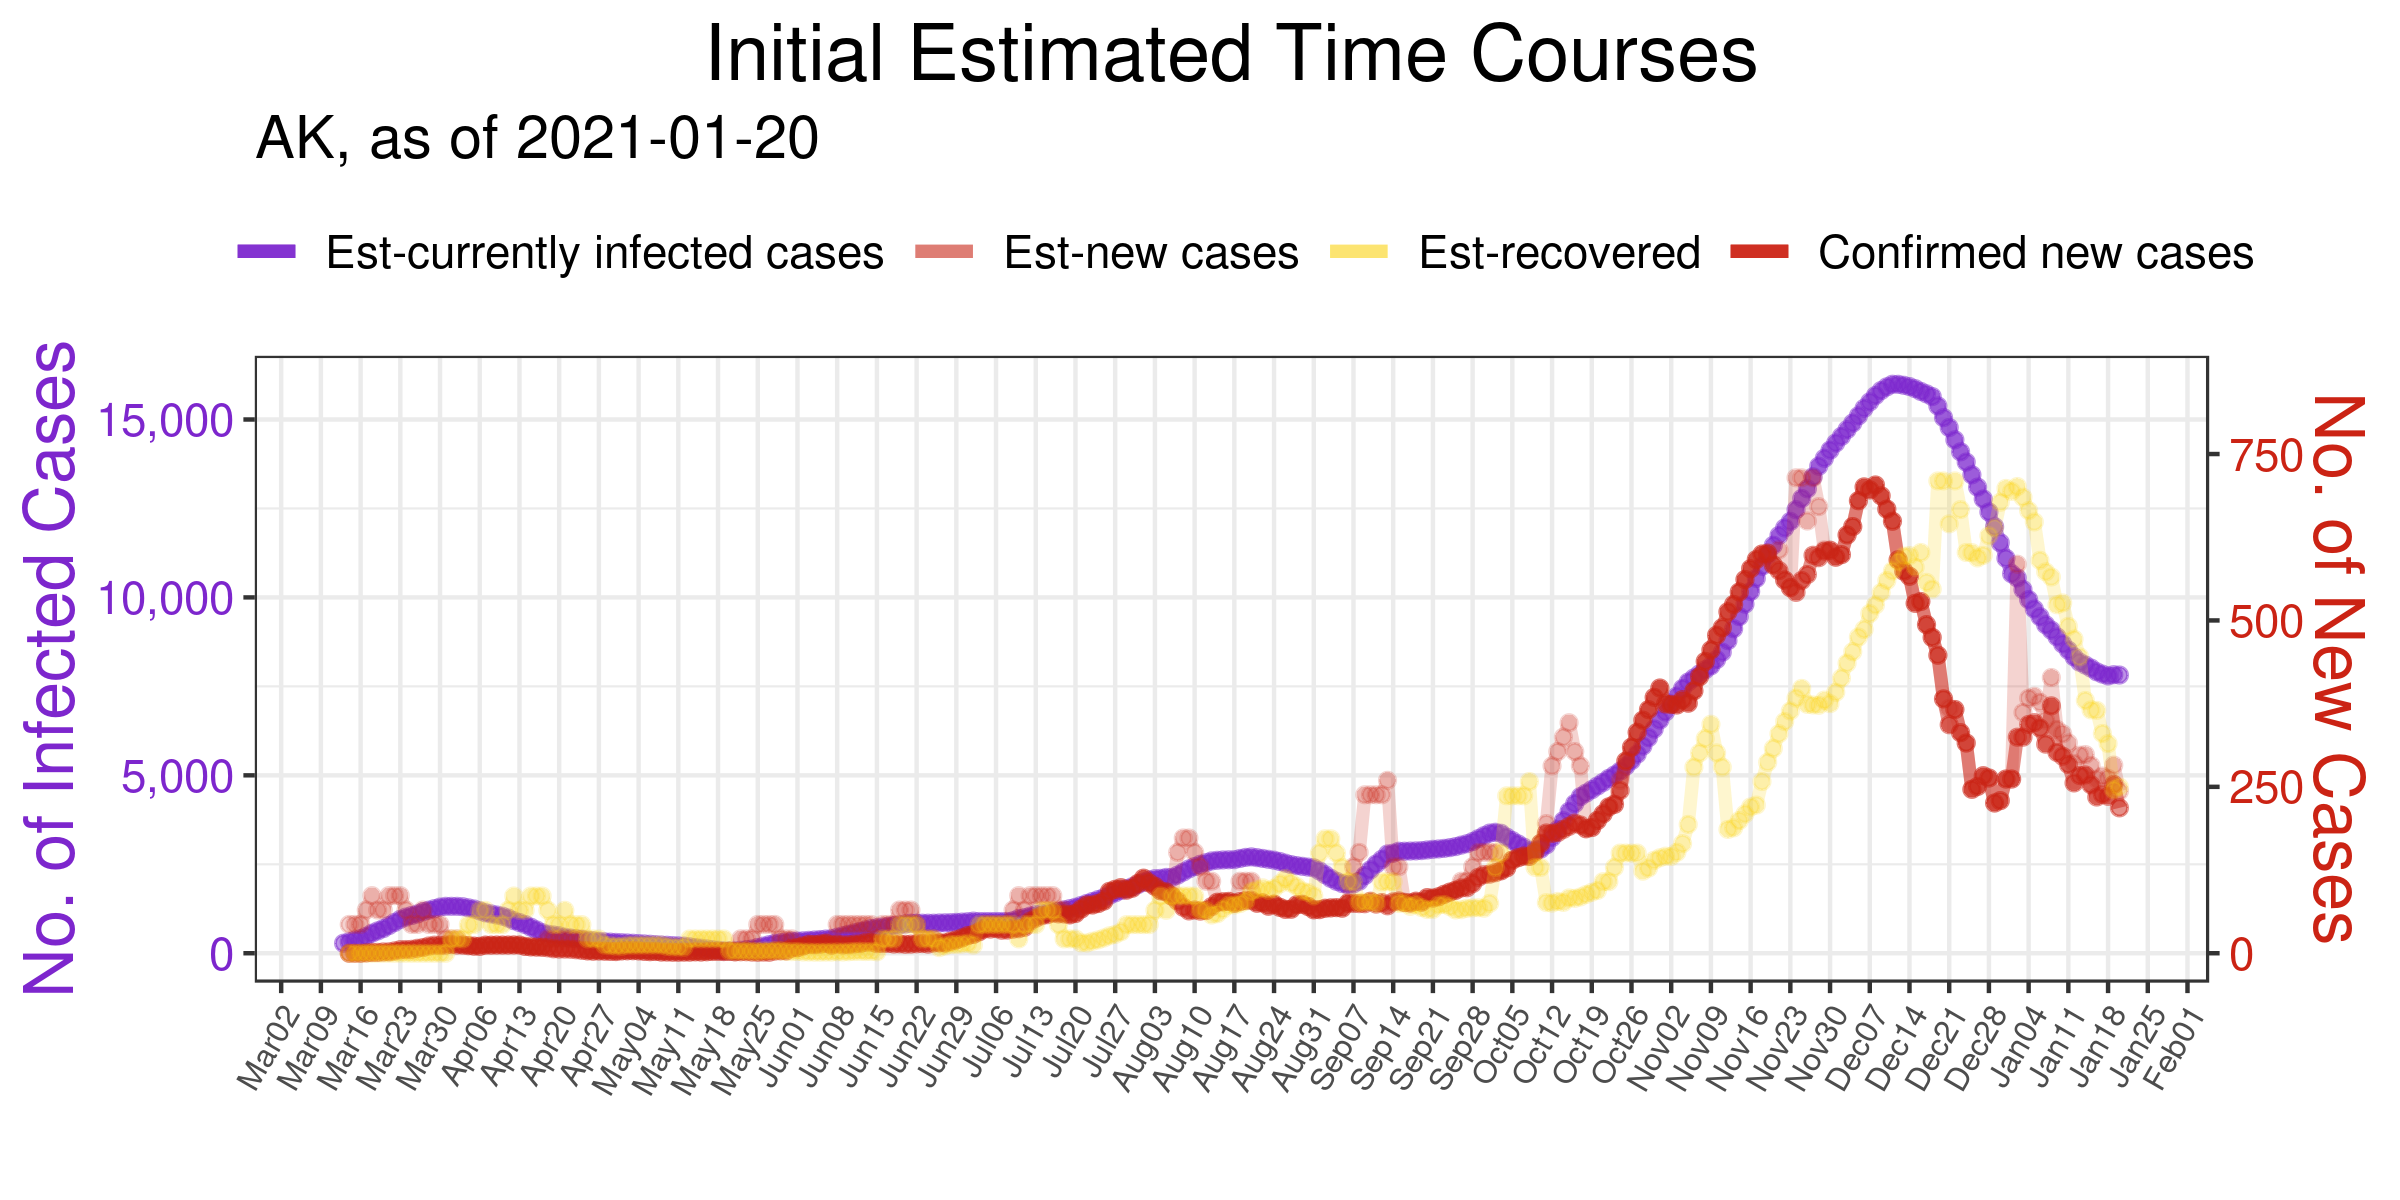 Initial Estimated Time Courses
AK, as of 2021-01-20
Est-currently infected cases Est-new cases Est-recovered Confirmed new cases
No. of Infected Cases
15,000
10,000
5,000
0
750
500
250
0
No. of New Cases
Mar02 Mar09 Mar16 Mar23 Mar30 Apr06 Apr13 Apr20 Apr27 May04 May11 May18 May25 Jun01 Jun08 Jun15 Jun22 Jun29 Jul06 Jul13 Jul20 Jul27 Aug03 Aug10 Aug17 Aug24 Aug31 Sep07 Sep14 Sep21 Sep28 Oct05 Oct12 Oct19 Oct26 Nov02 Nov09 Nov16 Nov23 Nov30 Dec07 Dec14 Dec21 Dec28 Jan04 Jan11 Jan18 Jan25 Feb01